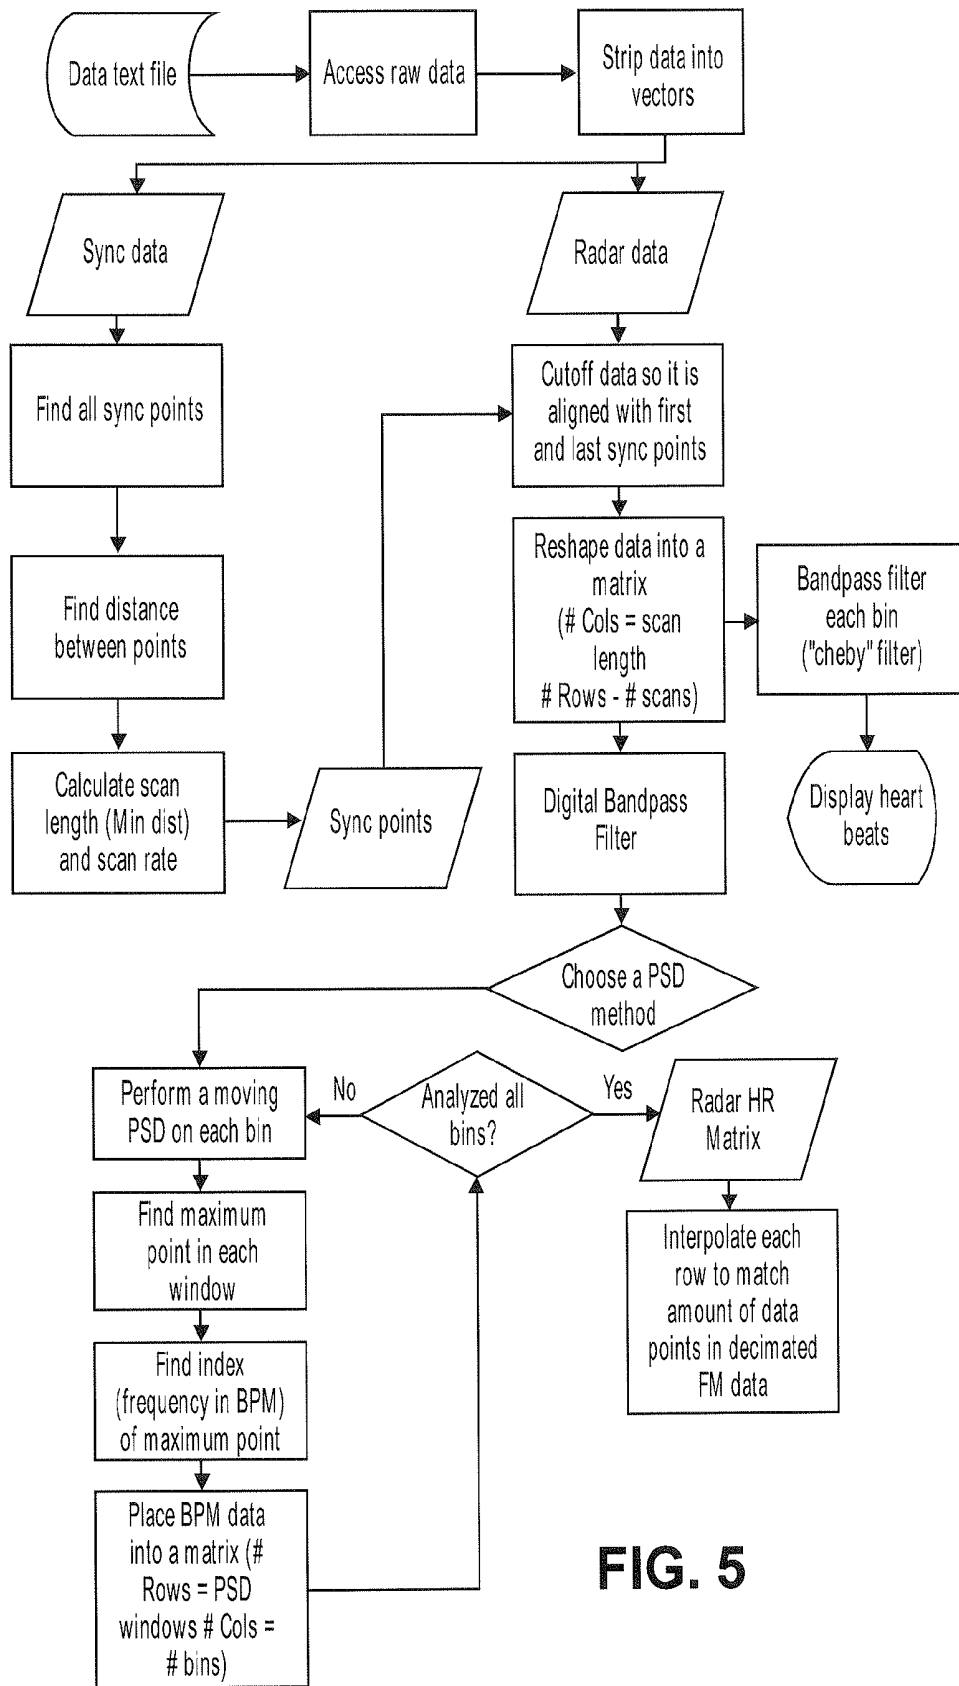 Data text file
Access raw data
Strip data into
vectors
Sync data
Radar data
Find all sync points
Cutoff data so it is
aligned with first
and last sync points
Find distance
between points
Reshape data into a
matrix
(# Cols = scan
length
# Rows - # scans)
Bandpass filter
each bin
("cheby" filter)
Calculate scan
length (Min dist)
and scan rate
Sync points
Digital Bandpass
Filter
Display heart
beats
Choose a PSD
method
Perform a moving
PSD on each bin
No
Analyzed all
bins?
Yes
Radar HR
Matrix
Find maximum
point in each
window
Interpolate each
row to match
amount of data
points in decimated
FM data
Find index
(frequency in BPM)
of maximum point
Place BPM data
into a matrix (#
Rows = PSD
windows # Cols =
# bins)
FIG. 5